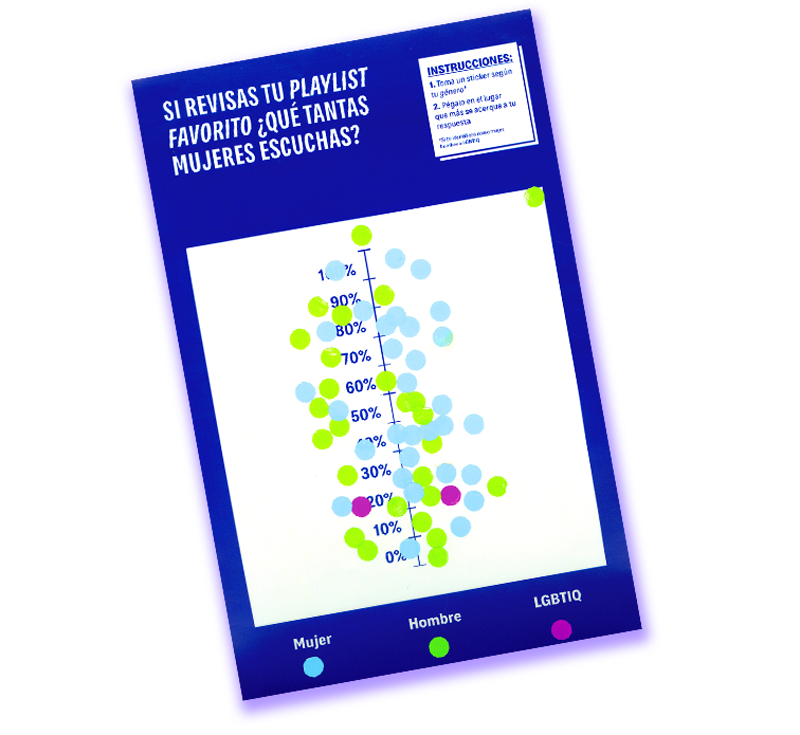 SI REVISAS TU PLAYLIST
FAVORITO ¿QUÉ TANTAS
MUJERES ESCUCHAS?
INSTRUCCIONES:
1. Toma un sticker según
tu género*
2. Pégalo en el lugar
que más se acerque a tu
respuesta
90%
80%
70%
60%
50%
30%
20%
10%
0%
Mujer
Hombre
LGBTIQ